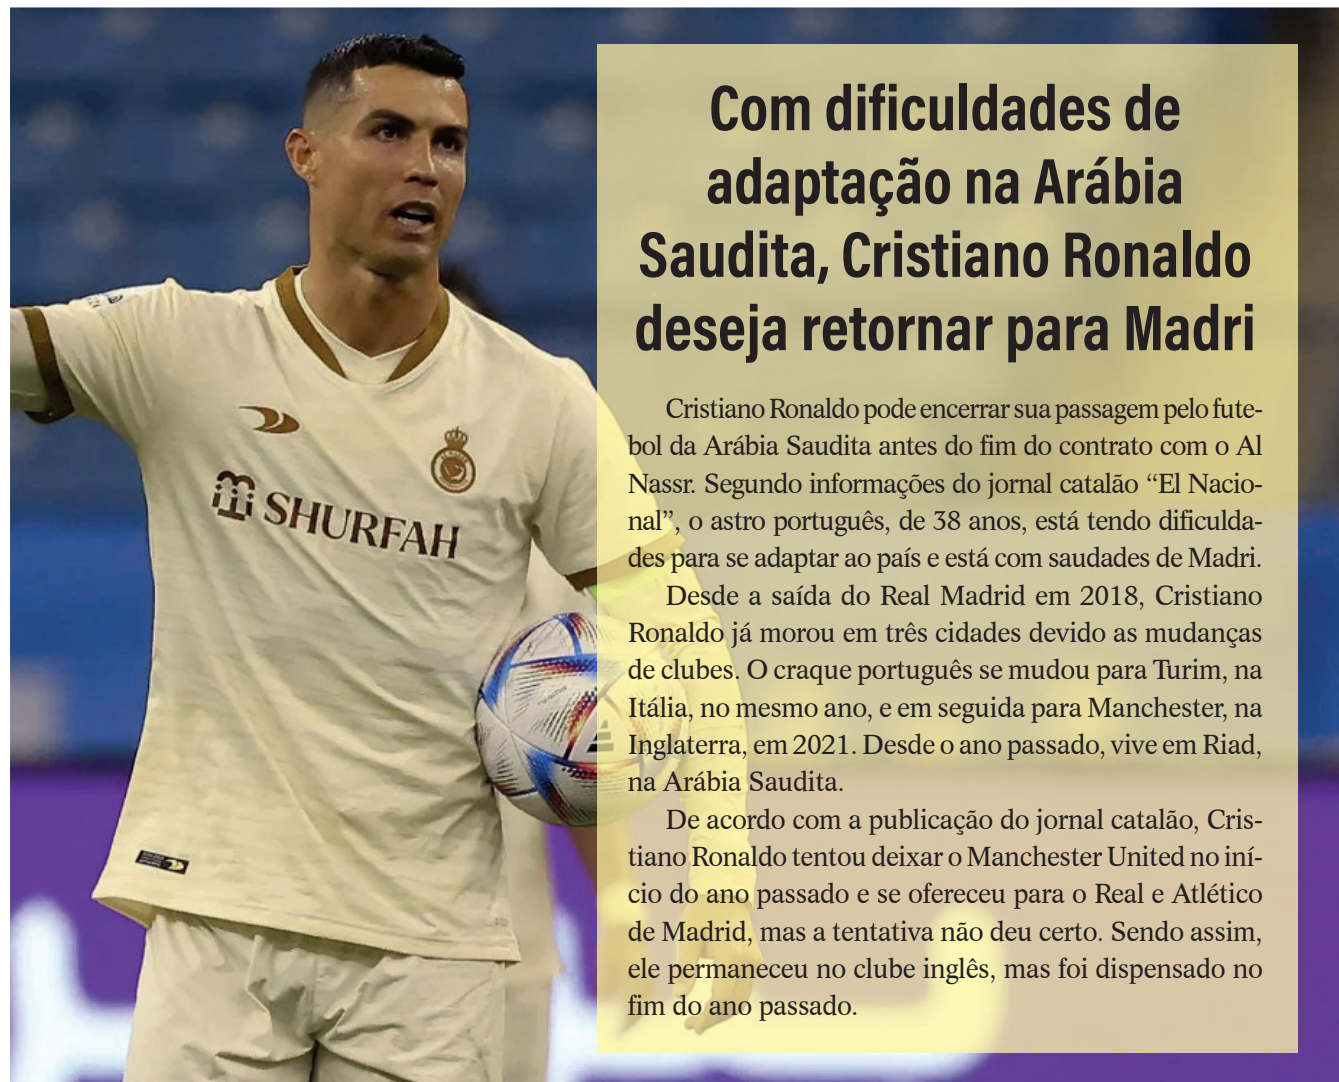 Com dificuldades de
adaptação na Arábia
Saudita, Cristiano Ronaldo
deseja retornar para Madri
Cristiano Ronaldo pode encerrar sua passagem pelo fute-
bol da Arábia Saudita antes do fim do contrato com o Al
Nassr. Segundo informações do jornal catalão “El Nacio-
nal”, o astro português, de 38 anos, está tendo dificulda-
des para se adaptar ao país e está com saudades de Madri.
Desde a saída do Real Madrid em 2018, Cristiano
Ronaldo já morou em três cidades devido as mudanças
de clubes. O craque português se mudou para Turim, na
Itália, no mesmo ano, e em seguida para Manchester, na
Inglaterra, em 2021. Desde o ano passado, vive em Riad,
na Arábia Saudita.
De acordo com a publicação do jornal catalão, Cris-
tiano Ronaldo tentou deixar o Manchester United no iní-
cio do ano passado e se ofereceu para o Real e Atlético
de Madrid, mas a tentativa não deu certo. Sendo assim,
ele permaneceu no clube inglês, mas foi dispensado no
fim do ano passado.
SHURFAH